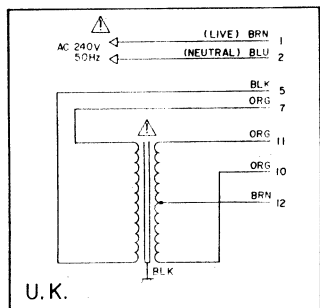 (LIVE) BRN 1
AC 240V
50Hz
(NEUTRAL) BLU 2
BLK 5
ORG 7
ORG 11
ORG 10
BRN 12
BLK
U.K.